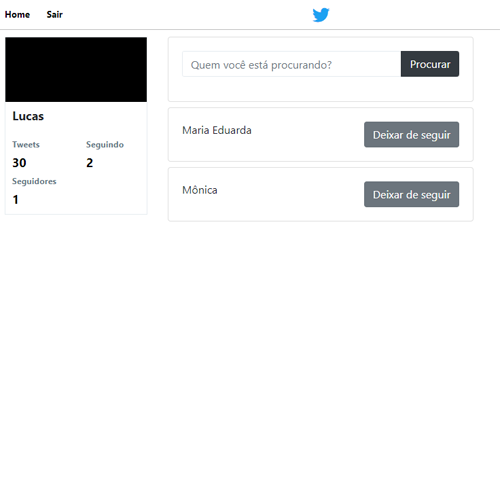 Home Sair
Lucas
Tweets Seguindo
30 2
Seguidores
1
Quem você está procurando? Procurar
Maria Eduarda Deixar de seguir
Mônica Deixar de seguir